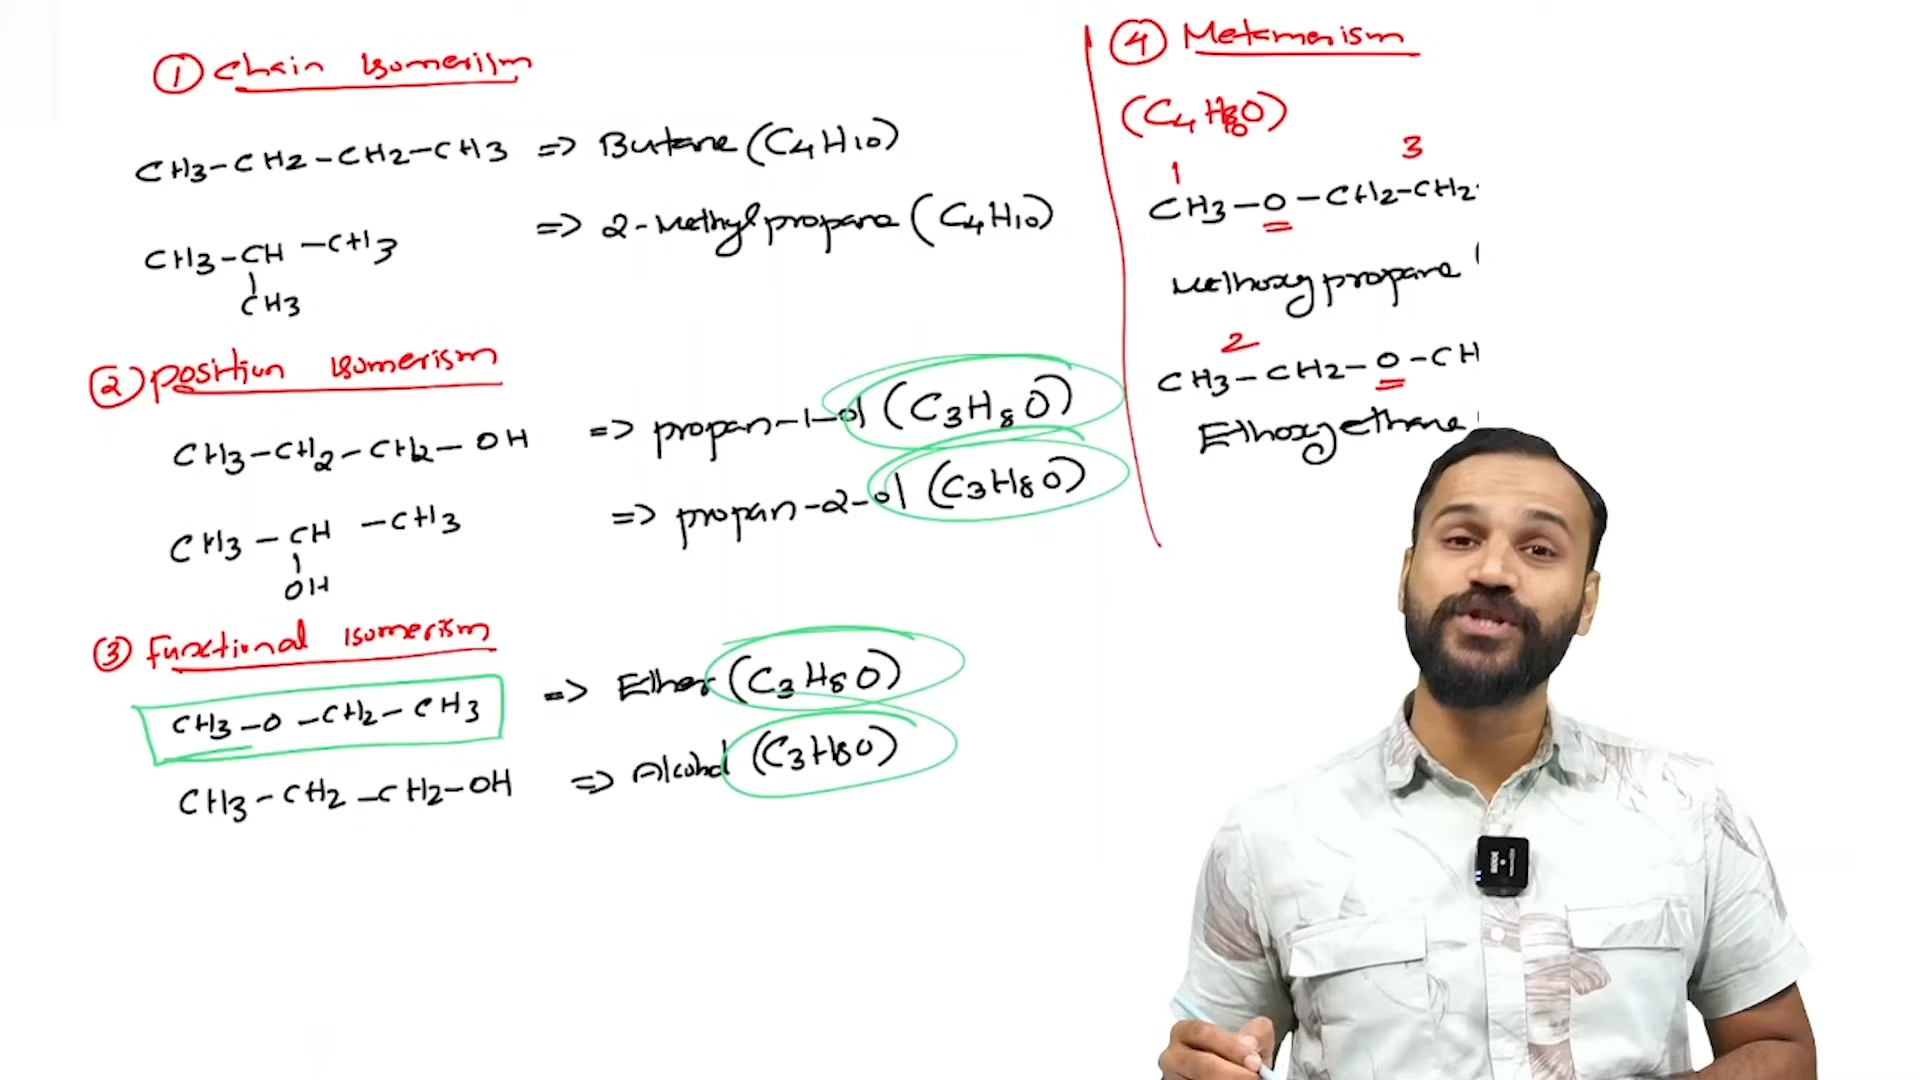 ① Chain Isomerism
CH3-CH2-CH2-CH3 => Butane (C4H10)
CH3-CH-CH3 => 2-Methylpropane (C4H10)
|
CH3
② Position Isomerism
CH3-CH2-CH2-OH => propan-1-ol (C3H8O)
CH3-CH-CH3 => propan-2-ol (C3H8O)
|
OH
③ Functional Isomerism
CH3-O-CH2-CH3 => Ether (C3H8O)
CH3-CH2-CH2-OH => Alcohol (C3H8O)
④ Metamerism
1 3
CH3-O-CH2-CH2-
Methoxy propane
2
CH3-CH2-O-CH
Ethoxyethane
RODE